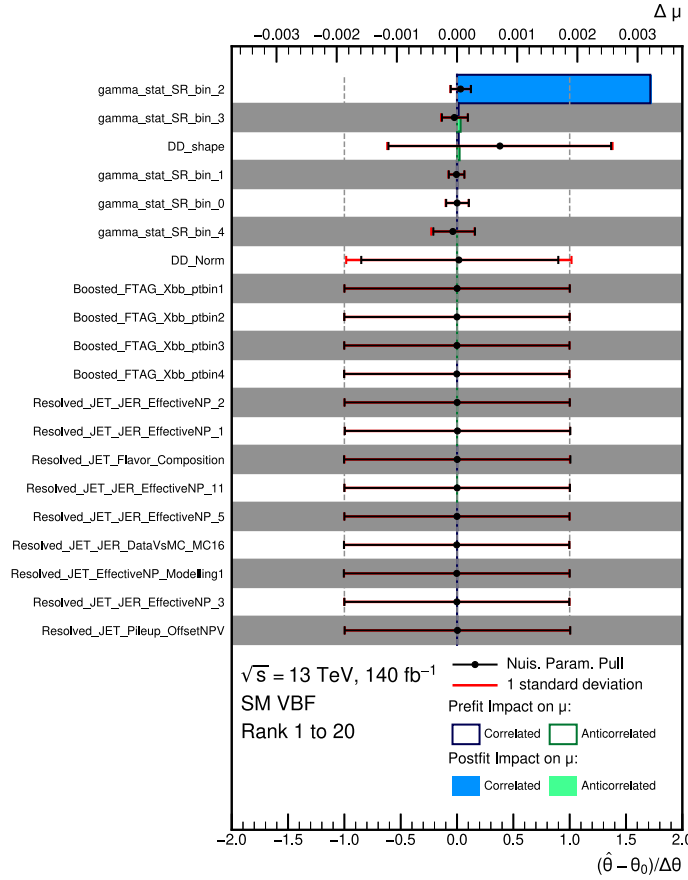 Δ μ
−0.003 −0.002 −0.001 0.000 0.001 0.002 0.003
gamma_stat_SR_bin_2
gamma_stat_SR_bin_3
DD_shape
gamma_stat_SR_bin_1
gamma_stat_SR_bin_0
gamma_stat_SR_bin_4
DD_Norm
Boosted_FTAG_Xbb_ptbin1
Boosted_FTAG_Xbb_ptbin2
Boosted_FTAG_Xbb_ptbin3
Boosted_FTAG_Xbb_ptbin4
Resolved_JET_JER_EffectiveNP_2
Resolved_JET_JER_EffectiveNP_1
Resolved_JET_Flavor_Composition
Resolved_JET_JER_EffectiveNP_11
Resolved_JET_JER_EffectiveNP_5
Resolved_JET_JER_DataVsMC_MC16
Resolved_JET_EffectiveNP_Modelling1
Resolved_JET_JER_EffectiveNP_3
Resolved_JET_Pileup_OffsetNPV
√s = 13 TeV, 140 fb⁻¹
SM VBF
Rank 1 to 20
Nuis. Param. Pull
1 standard deviation
Prefit Impact on μ:
Correlated Anticorrelated
Postfit Impact on μ:
Correlated Anticorrelated
−2.0 −1.5 −1.0 −0.5 0.0 0.5 1.0 1.5 2.0
(θ̂ − θ₀)/Δθ